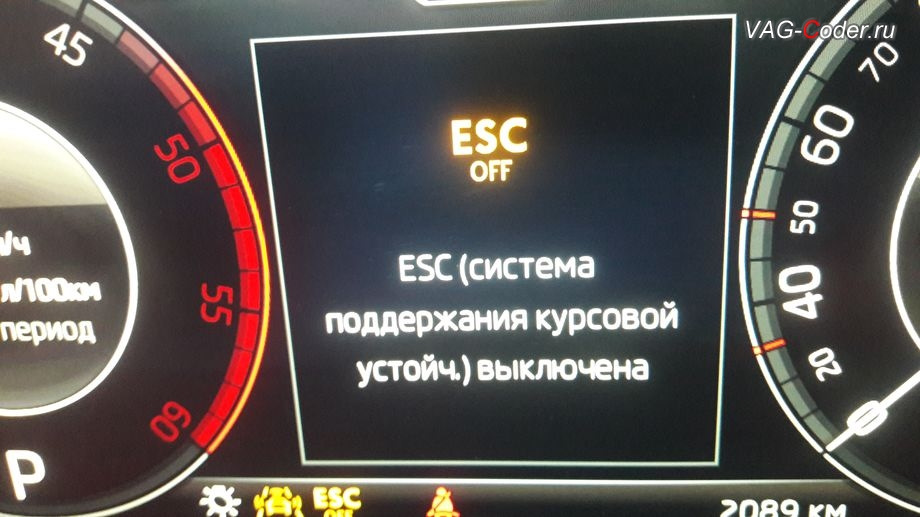 VAG-Coder.ru
45
50
55
60
ESC
OFF
ESC (система
поддержания курсовой
устойч.) выключена
70
60
50
40
20
0
/ч
л/100км
период
P
ESC
OFF
2089 км